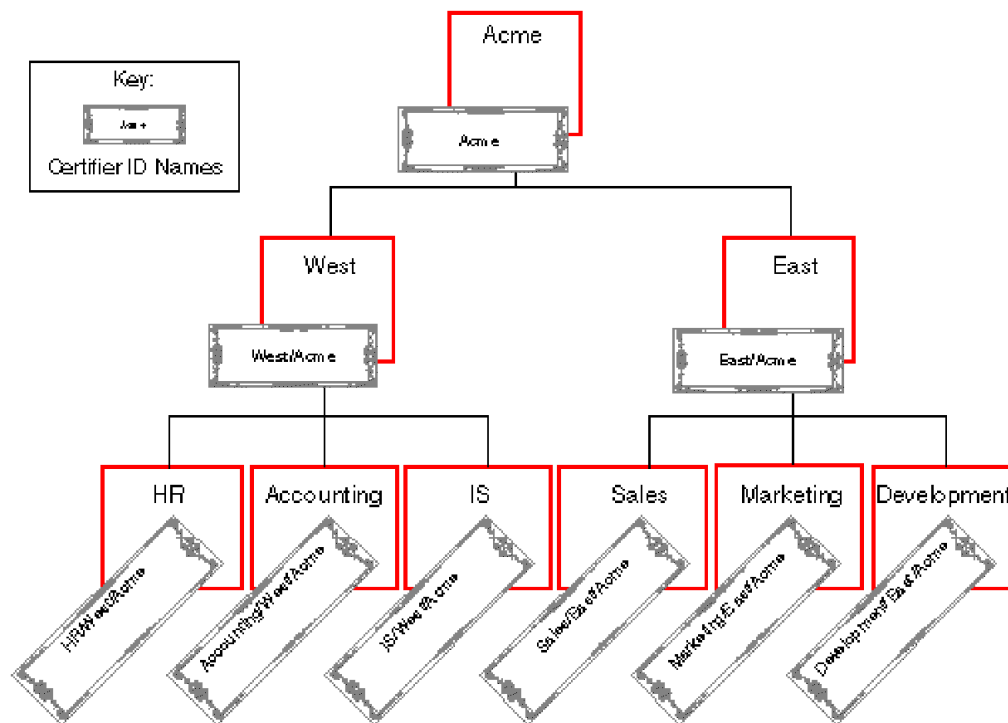 Acme
Key:
Acme
Certifier ID Names
Acme
West
East
West/Acme
East/Acme
HR
Accounting
IS
Sales
Marketing
Development
HR/West/Acme
Accounting/West/Acme
IS/West/Acme
Sales/East/Acme
Marketing/East/Acme
Development/East/Acme